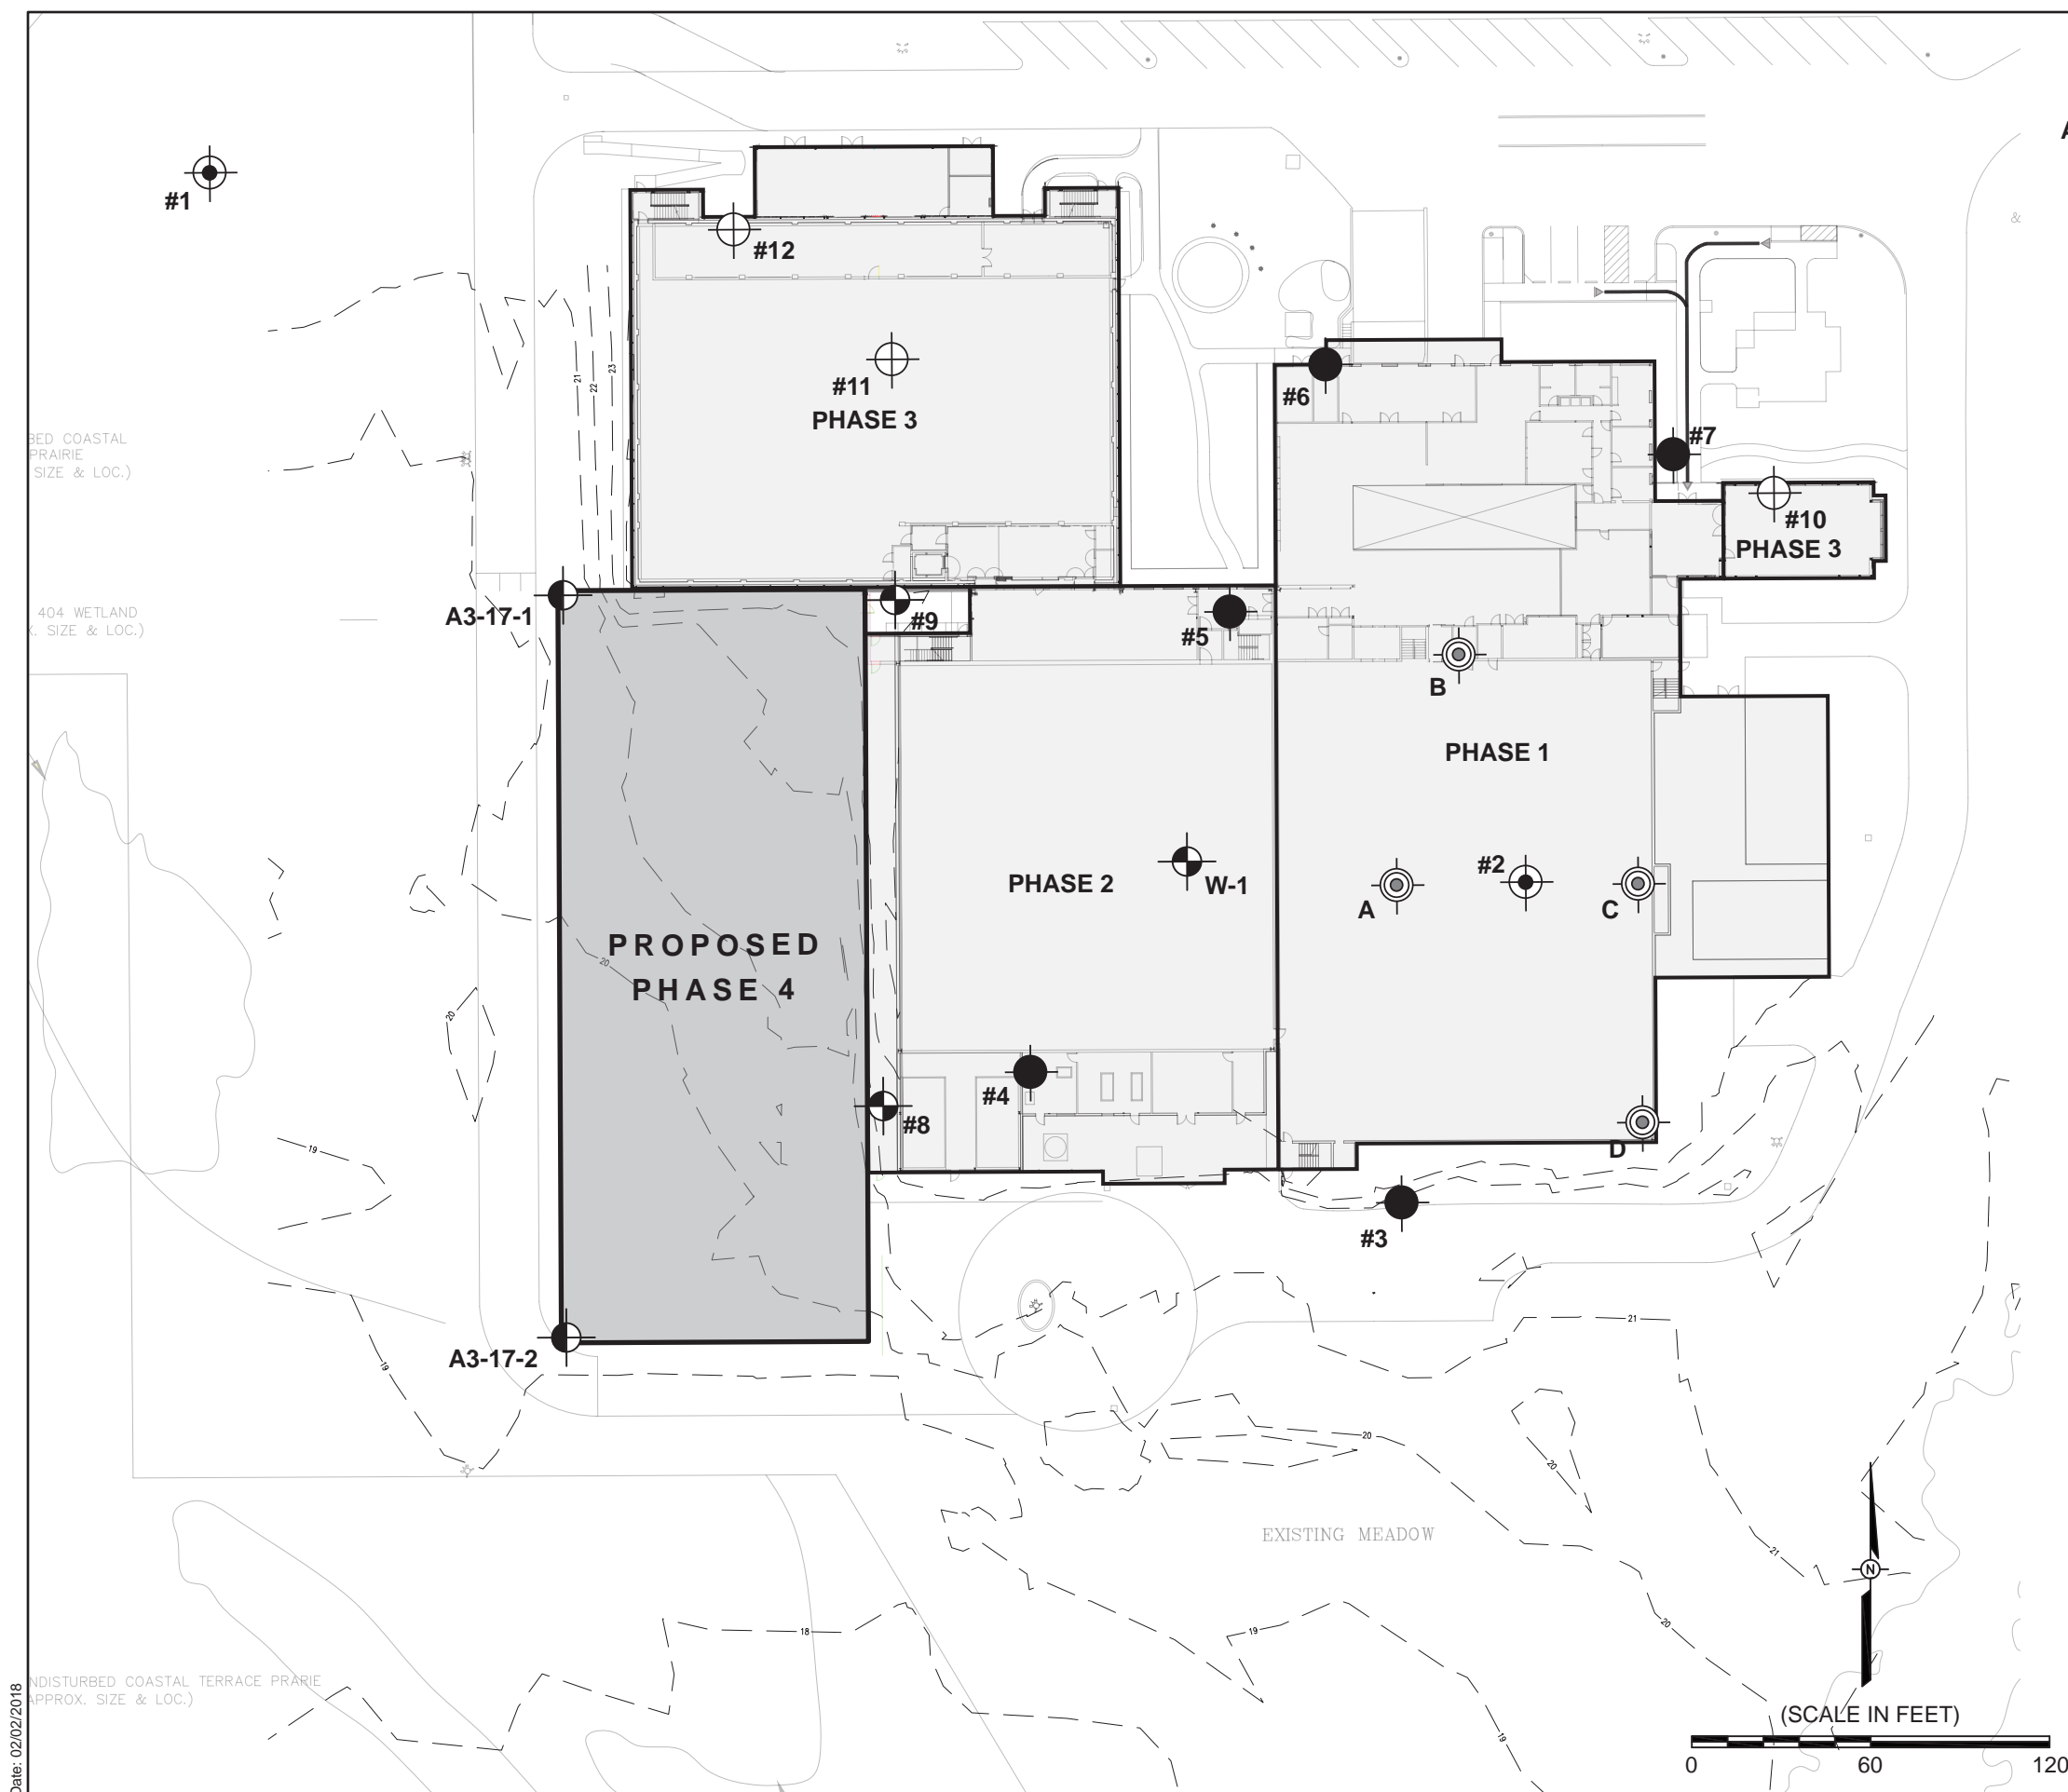 A
#1
#12
21
22
23
#11
PHASE 3
#6
#7
BED COASTAL
PRAIRIE
SIZE & LOC.)
#10
PHASE 3
A3-17-1
404 WETLAND
SIZE & LOC.)
#9
#5
B
PHASE 1
PHASE 2
W-1
#2
A
C
PROPOSED
PHASE 4
20
20
#4
#8
D
19
#3
21
A3-17-2
19
20
20
EXISTING MEADOW
21
N
20
18
19
19
NDISTURBED COASTAL TERRACE PRARIE
APPROX. SIZE & LOC.)
Date: 02/02/2018
(SCALE IN FEET)
0 60 120